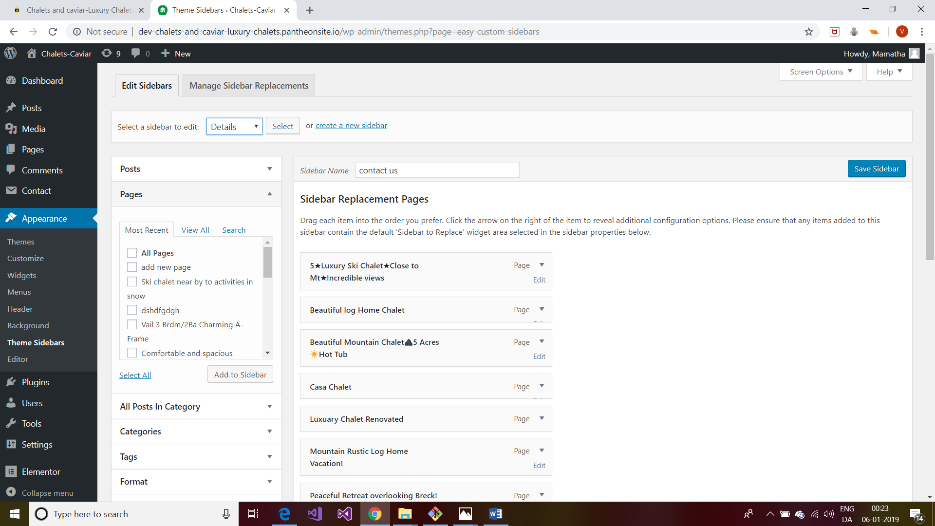 Chalets and caviar-Luxury Chalet
Theme Sidebars ‹ Chalets-Caviar
Not secure | dev-chalets-and-caviar-luxury-chalets.pantheonsite.io/wp-admin/themes.php?page=easy-custom-sidebars
V
Chalets-Caviar 9 0 + New
Howdy, Mamatha
Screen Options ▼ Help ▼
Dashboard
Posts
Media
Pages
Comments
Contact
Appearance
Themes
Customize
Widgets
Menus
Header
Background
Theme Sidebars
Editor
Plugins
Users
Tools
Settings
Elementor
Collapse menu
Edit Sidebars Manage Sidebar Replacements
Select a sidebar to edit: Details Select or create a new sidebar
Posts
Pages
Most Recent View All Search
All Pages
add new page
Ski chalet near by to activities in
snow
dshdfgdgh
Vail 3 Brdm/2Ba Charming A-
Frame
Comfortable and spacious
Select All Add to Sidebar
All Posts In Category
Categories
Tags
Format
Sidebar Name contact us Save Sidebar
Sidebar Replacement Pages
Drag each item into the order you prefer. Click the arrow on the right of the item to reveal additional configuration options. Please ensure that any items added to this
sidebar contain the default 'Sidebar to Replace' widget area selected in the sidebar properties below.
5★Luxury Ski Chalet★Close to Page
Mt★Incredible views Edit
Beautiful log Home Chalet Page
Beautiful Mountain Chalet⛰5 Acres Page
☀Hot Tub Edit
Casa Chalet Page
Luxuary Chalet Renovated Page
Mountain Rustic Log Home Page
Vacation! Edit
Peaceful Retreat overlooking Breck! Page
Type here to search
ENG
DA
00:23
06-01-2019
14